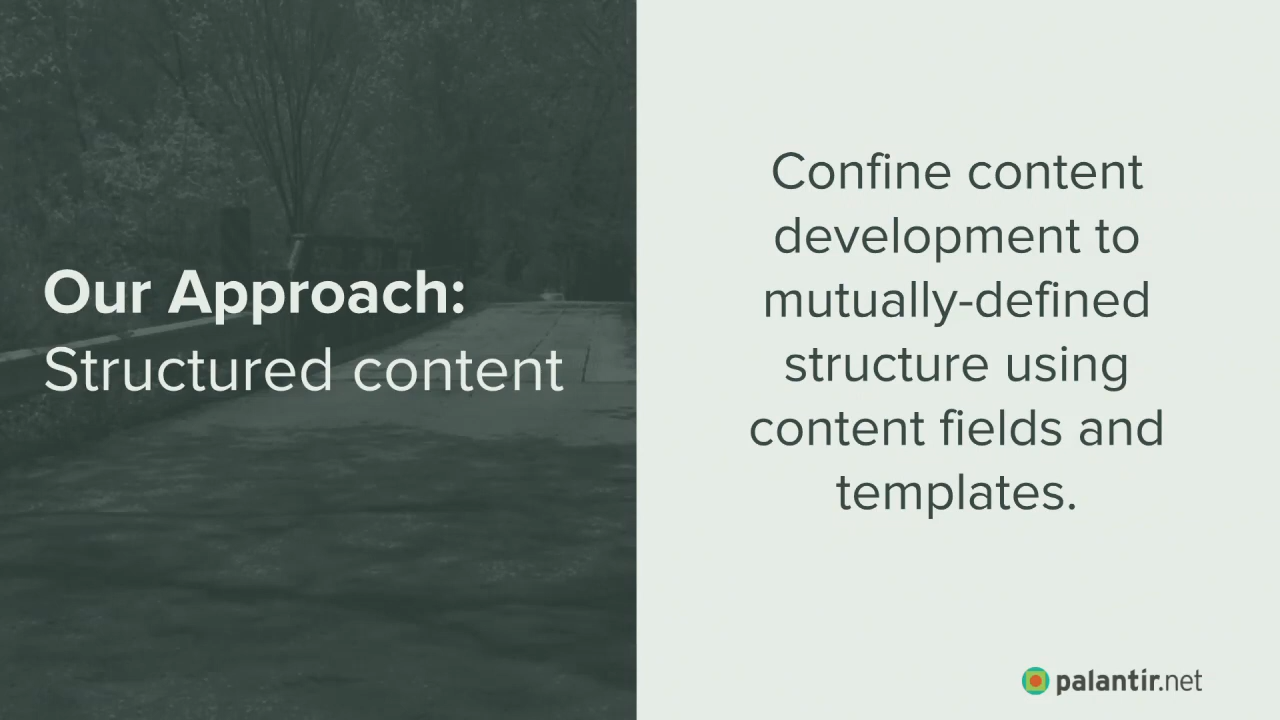 Our Approach:
Structured content
Confine content
development to
mutually-defined
structure using
content fields and
templates.
palantir.net